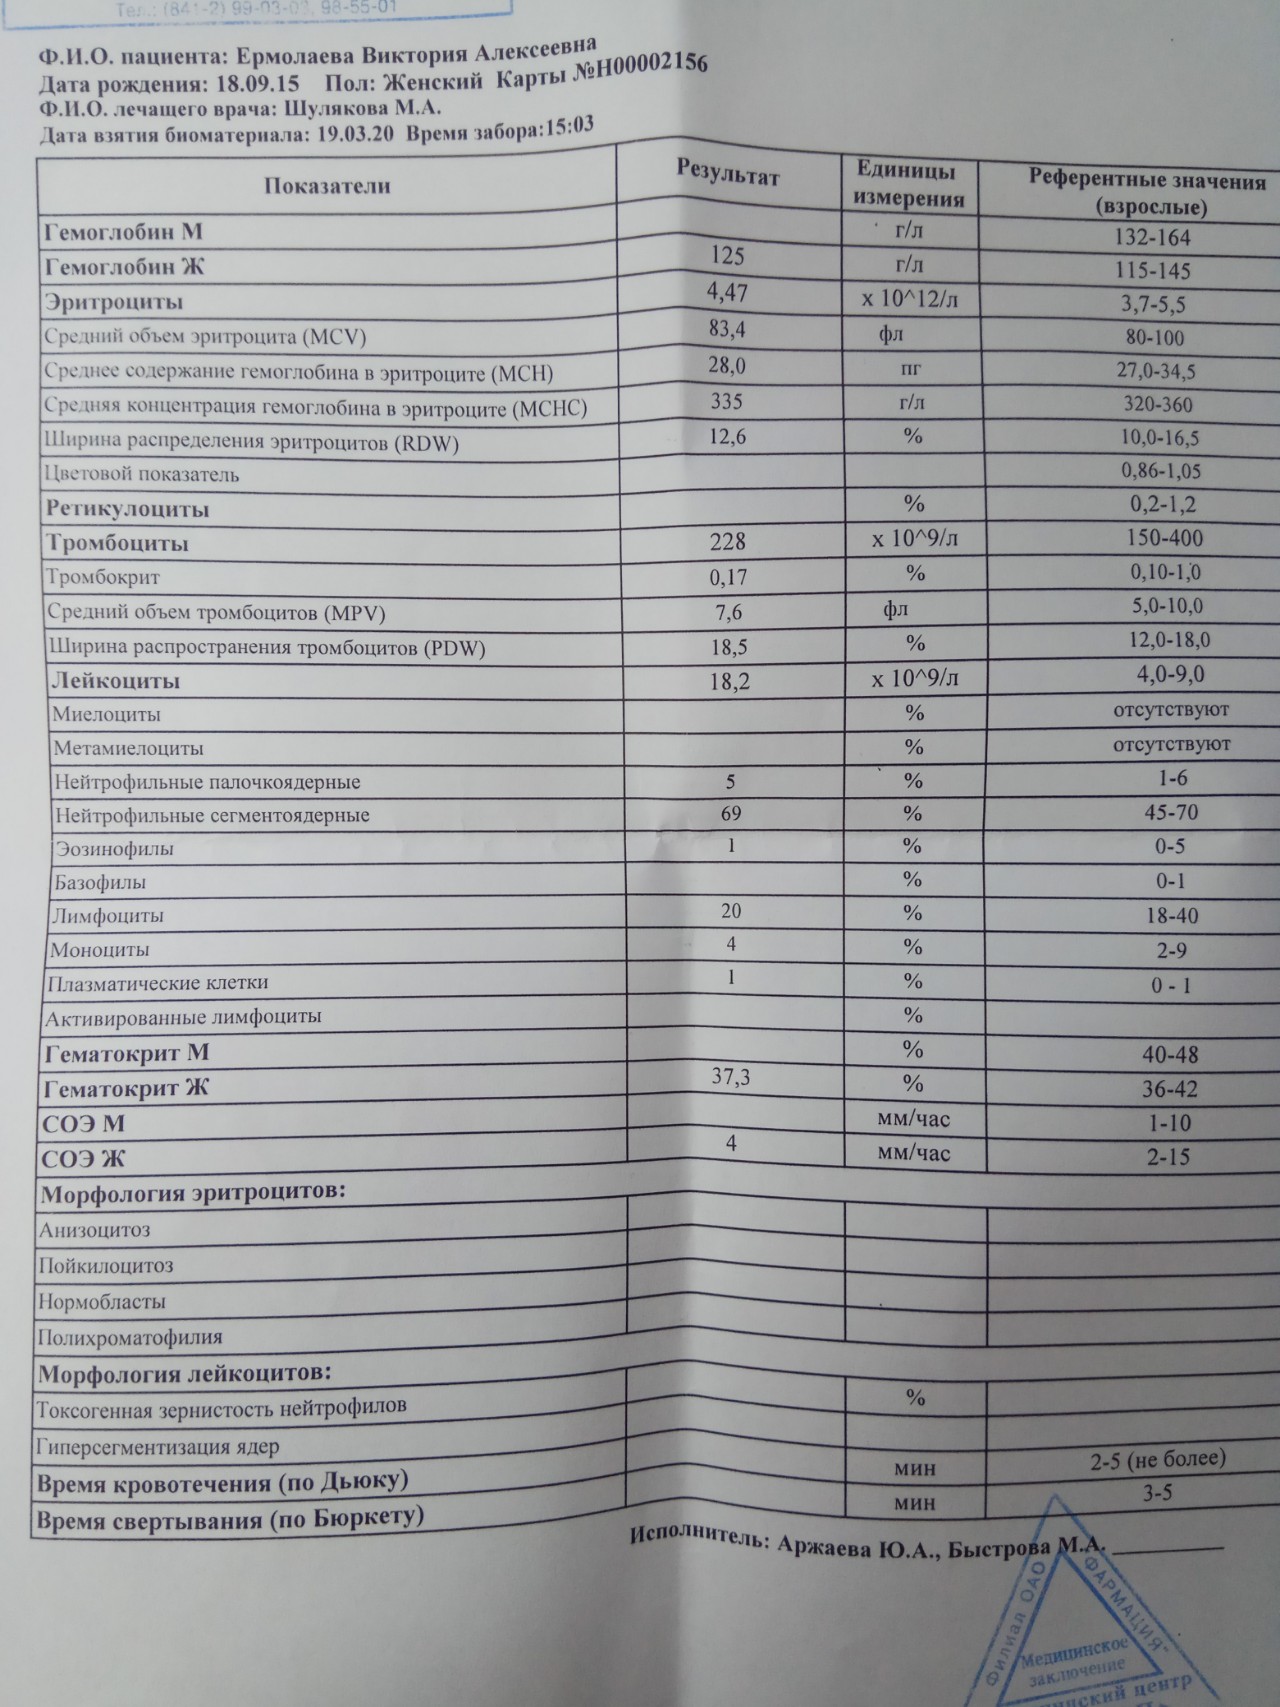 Тел.: (841-2) 99-03-03, 98-55-01
Ф.И.О. пациента: Ермолаева Виктория Алексеевна
Дата рождения: 18.09.15 Пол: Женский Карты №Н00002156
Ф.И.О. лечащего врача: Шулякова М.А.
Дата взятия биоматериала: 19.03.20 Время забора:15:03
Показатели Результат Единицы измерения Референтные значения (взрослые)
Гемоглобин М г/л 132-164
Гемоглобин Ж 125 г/л 115-145
Эритроциты 4,47 х 10^12/л 3,7-5,5
Средний объем эритроцита (MCV) 83,4 фл 80-100
Среднее содержание гемоглобина в эритроците (МСН) 28,0 пг 27,0-34,5
Средняя концентрация гемоглобина в эритроците (МСНС) 335 г/л 320-360
Ширина распределения эритроцитов (RDW) 12,6 % 10,0-16,5
Цветовой показатель 0,86-1,05
Ретикулоциты % 0,2-1,2
Тромбоциты 228 х 10^9/л 150-400
Тромбокрит 0,17 % 0,10-1,0
Средний объем тромбоцитов (MPV) 7,6 фл 5,0-10,0
Ширина распространения тромбоцитов (PDW) 18,5 % 12,0-18,0
Лейкоциты 18,2 х 10^9/л 4,0-9,0
Миелоциты % отсутствуют
Метамиелоциты % отсутствуют
Нейтрофильные палочкоядерные 5 % 1-6
Нейтрофильные сегментоядерные 69 % 45-70
Эозинофилы 1 % 0-5
Базофилы % 0-1
Лимфоциты 20 % 18-40
Моноциты 4 % 2-9
Плазматические клетки 1 % 0 - 1
Активированные лимфоциты %
Гематокрит М % 40-48
Гематокрит Ж 37,3 % 36-42
СОЭ М мм/час 1-10
СОЭ Ж 4 мм/час 2-15
Морфология эритроцитов:
Анизоцитоз
Пойкилоцитоз
Нормобласты
Полихроматофилия
Морфология лейкоцитов:
Токсогенная зернистость нейтрофилов %
Гиперсегментизация ядер
Время кровотечения (по Дьюку) мин 2-5 (не более)
Время свертывания (по Бюркету) мин 3-5
Исполнитель: Аржаева Ю.А., Быстрова М.А.
Филиал ОАО
ФАРМАЦИЯ"
Медицинское
заключение
центр